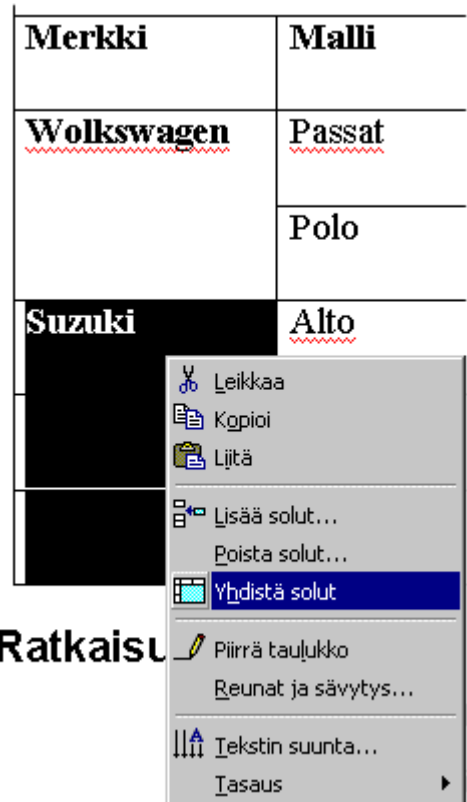 Merkki Malli
Wolkswagen Passat
Polo
Suzuki Alto
Leikkaa
Kopioi
Liitä
Lisää solut...
Poista solut...
Yhdistä solut
Ratkaisu
Piirrä taulukko
Reunat ja sävytys...
Tekstin suunta...
Tasaus